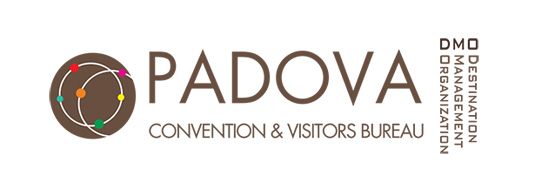 PADOVA
CONVENTION & VISITORS BUREAU
DMO DESTINATION
MANAGEMENT
ORGANIZATION